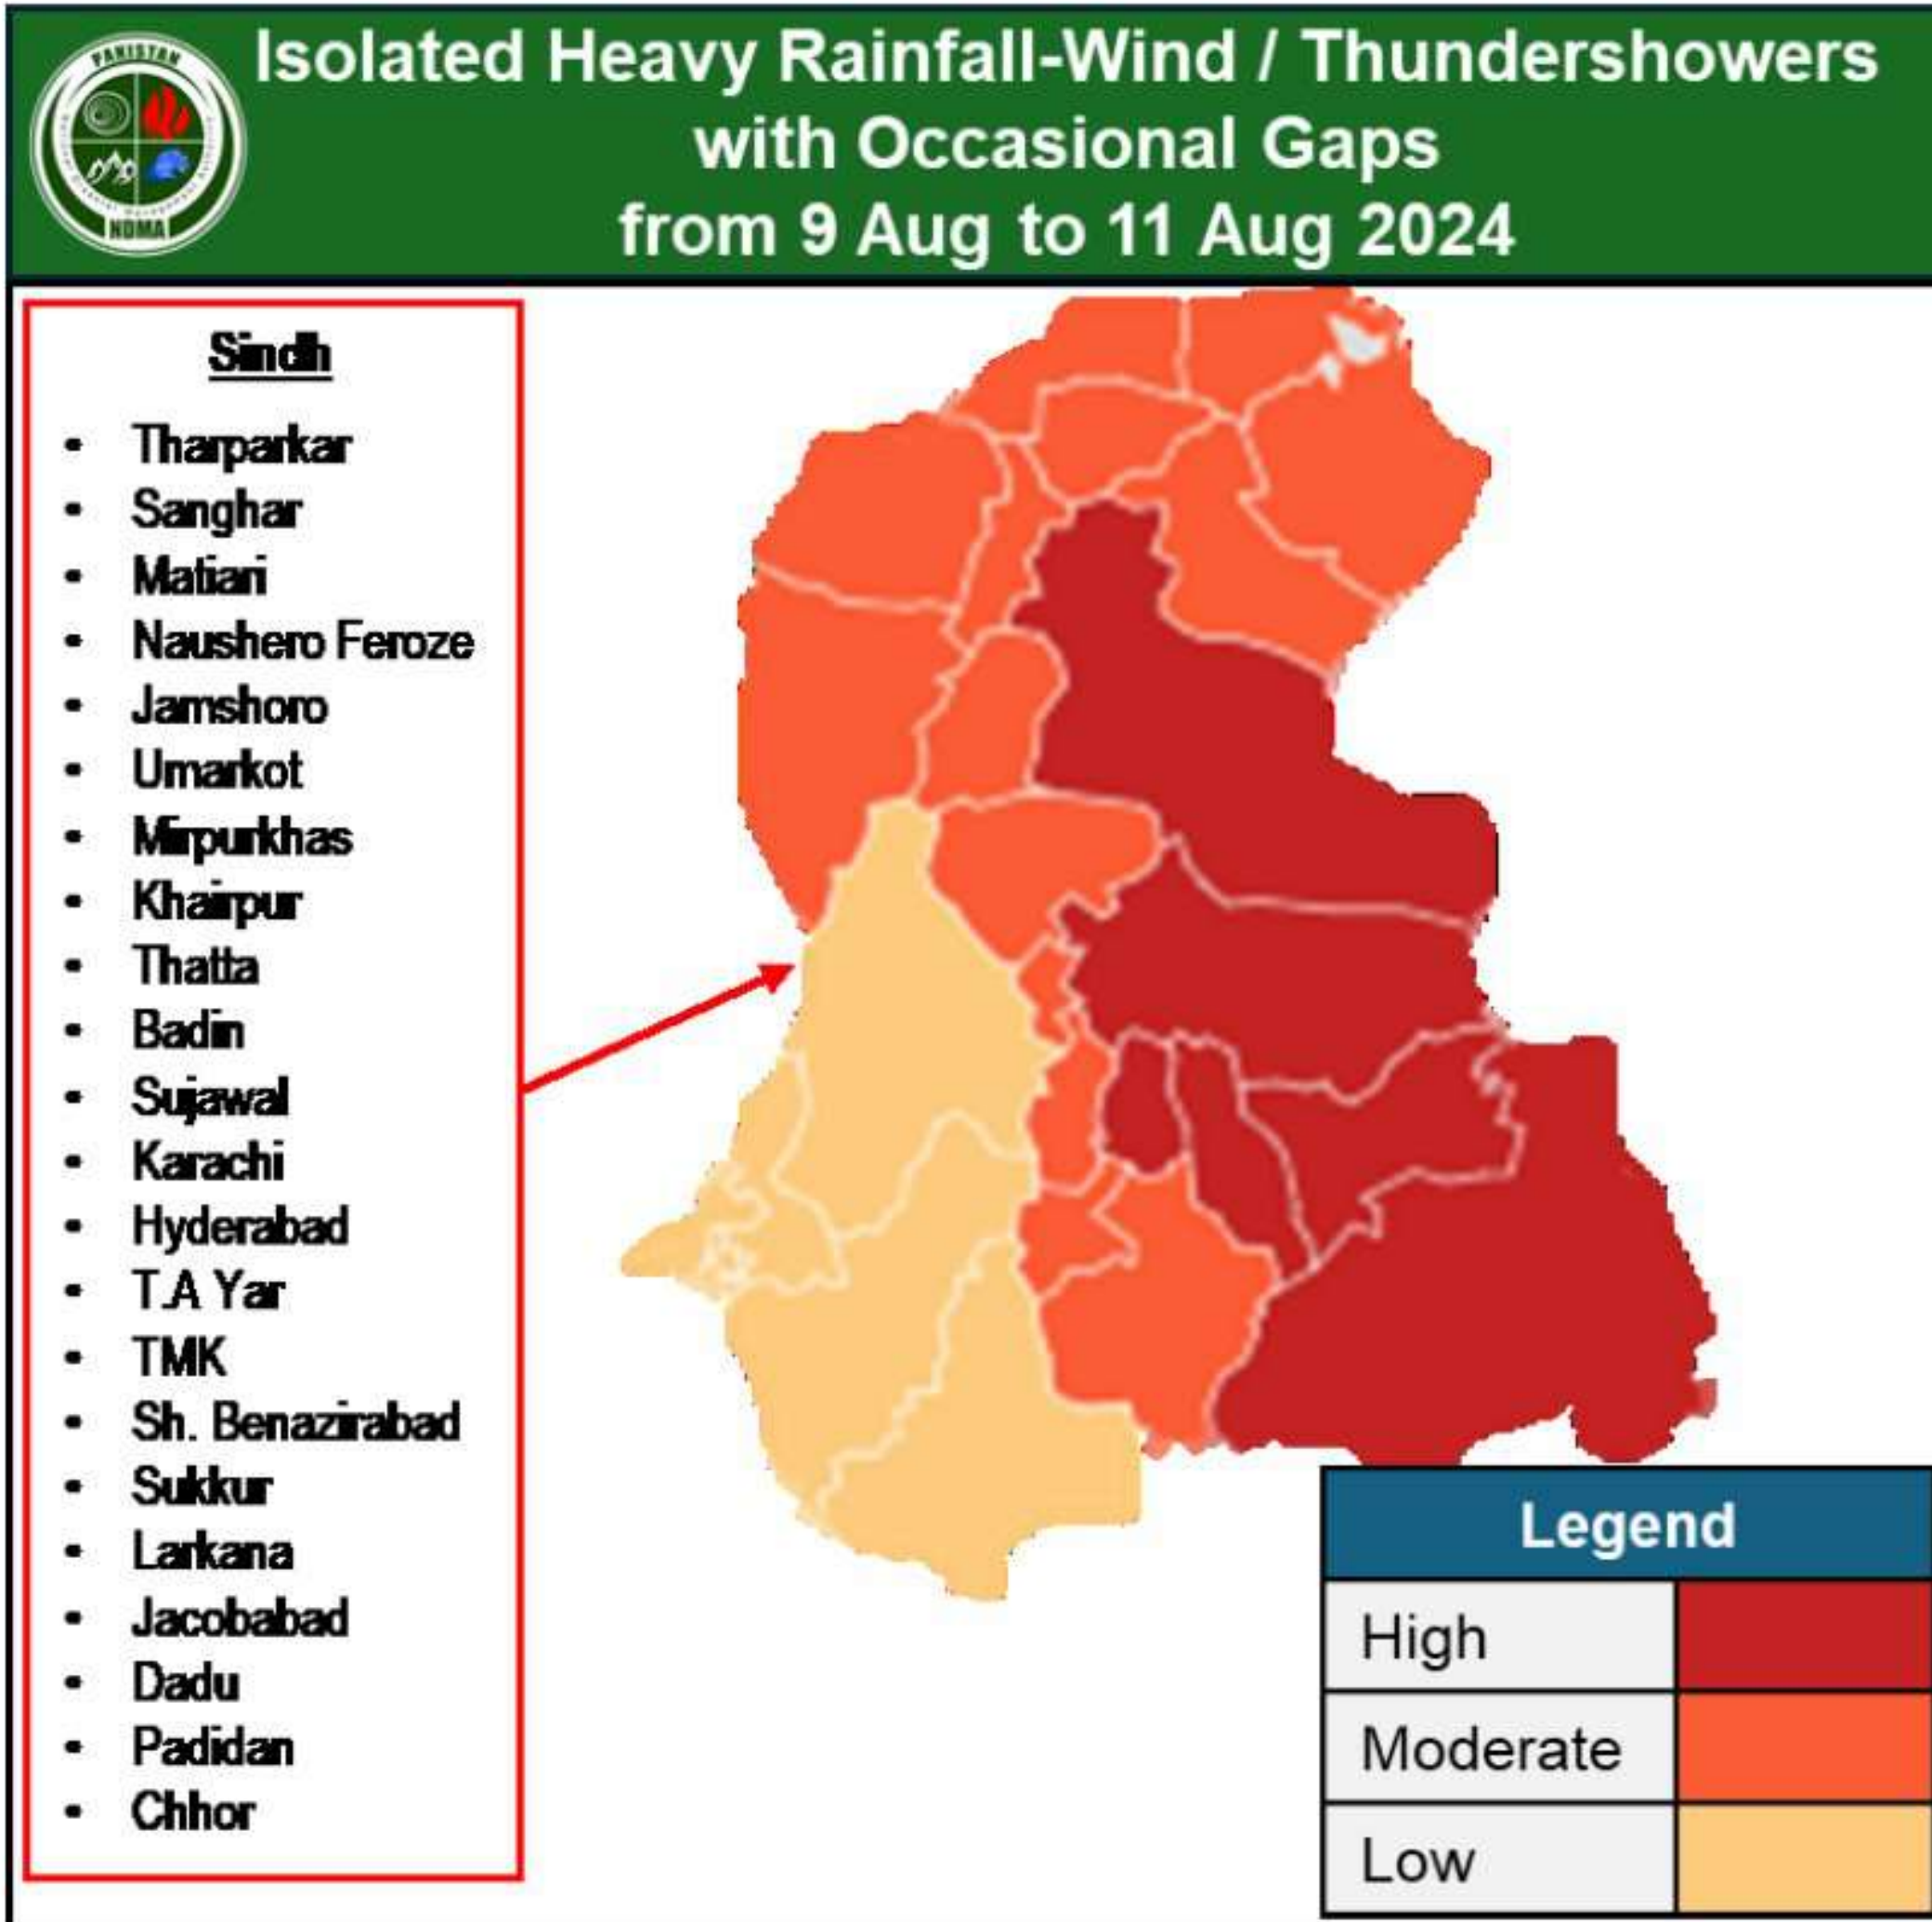 PAKISTAN
NDMA
Isolated Heavy Rainfall-Wind / Thundershowers
with Occasional Gaps
from 9 Aug to 11 Aug 2024
Sindh
• Tharparkar
• Sanghar
• Matiari
• Naushero Feroze
• Jamshoro
• Umarkot
• Mirpurkhas
• Khairpur
• Thatta
• Badin
• Sujawal
• Karachi
• Hyderabad
• T.A Yar
• TMK
• Sh. Benazirabad
• Sukkur
• Larkana
• Jacobabad
• Dadu
• Padidan
• Chhor
Legend
High
Moderate
Low